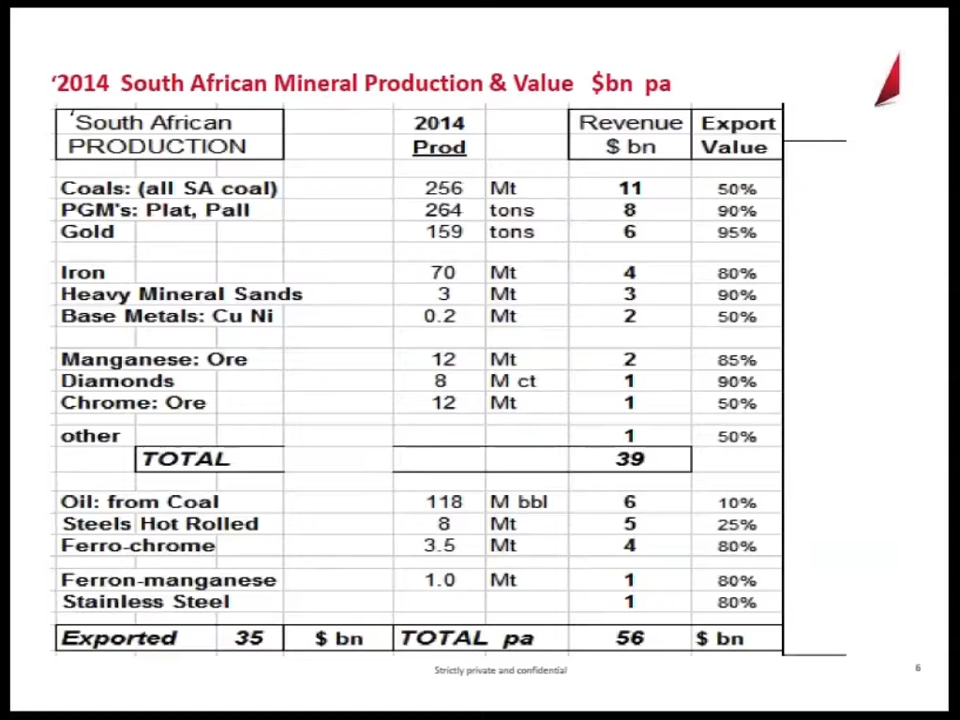 ‘2014 South African Mineral Production & Value $bn pa
‘South African 2014 Revenue Export
PRODUCTION Prod $ bn Value
Coals: (all SA coal) 256 Mt 11 50%
PGM's: Plat, Pall 264 tons 8 90%
Gold 159 tons 6 95%
Iron 70 Mt 4 80%
Heavy Mineral Sands 3 Mt 3 90%
Base Metals: Cu Ni 0.2 Mt 2 50%
Manganese: Ore 12 Mt 2 85%
Diamonds 8 M ct 1 90%
Chrome: Ore 12 Mt 1 50%
other 1 50%
TOTAL 39
Oil: from Coal 118 M bbl 6 10%
Steels Hot Rolled 8 Mt 5 25%
Ferro-chrome 3.5 Mt 4 80%
Ferron-manganese 1.0 Mt 1 80%
Stainless Steel 1 80%
Exported 35 $ bn TOTAL pa 56 $ bn
Strictly private and confidential 6